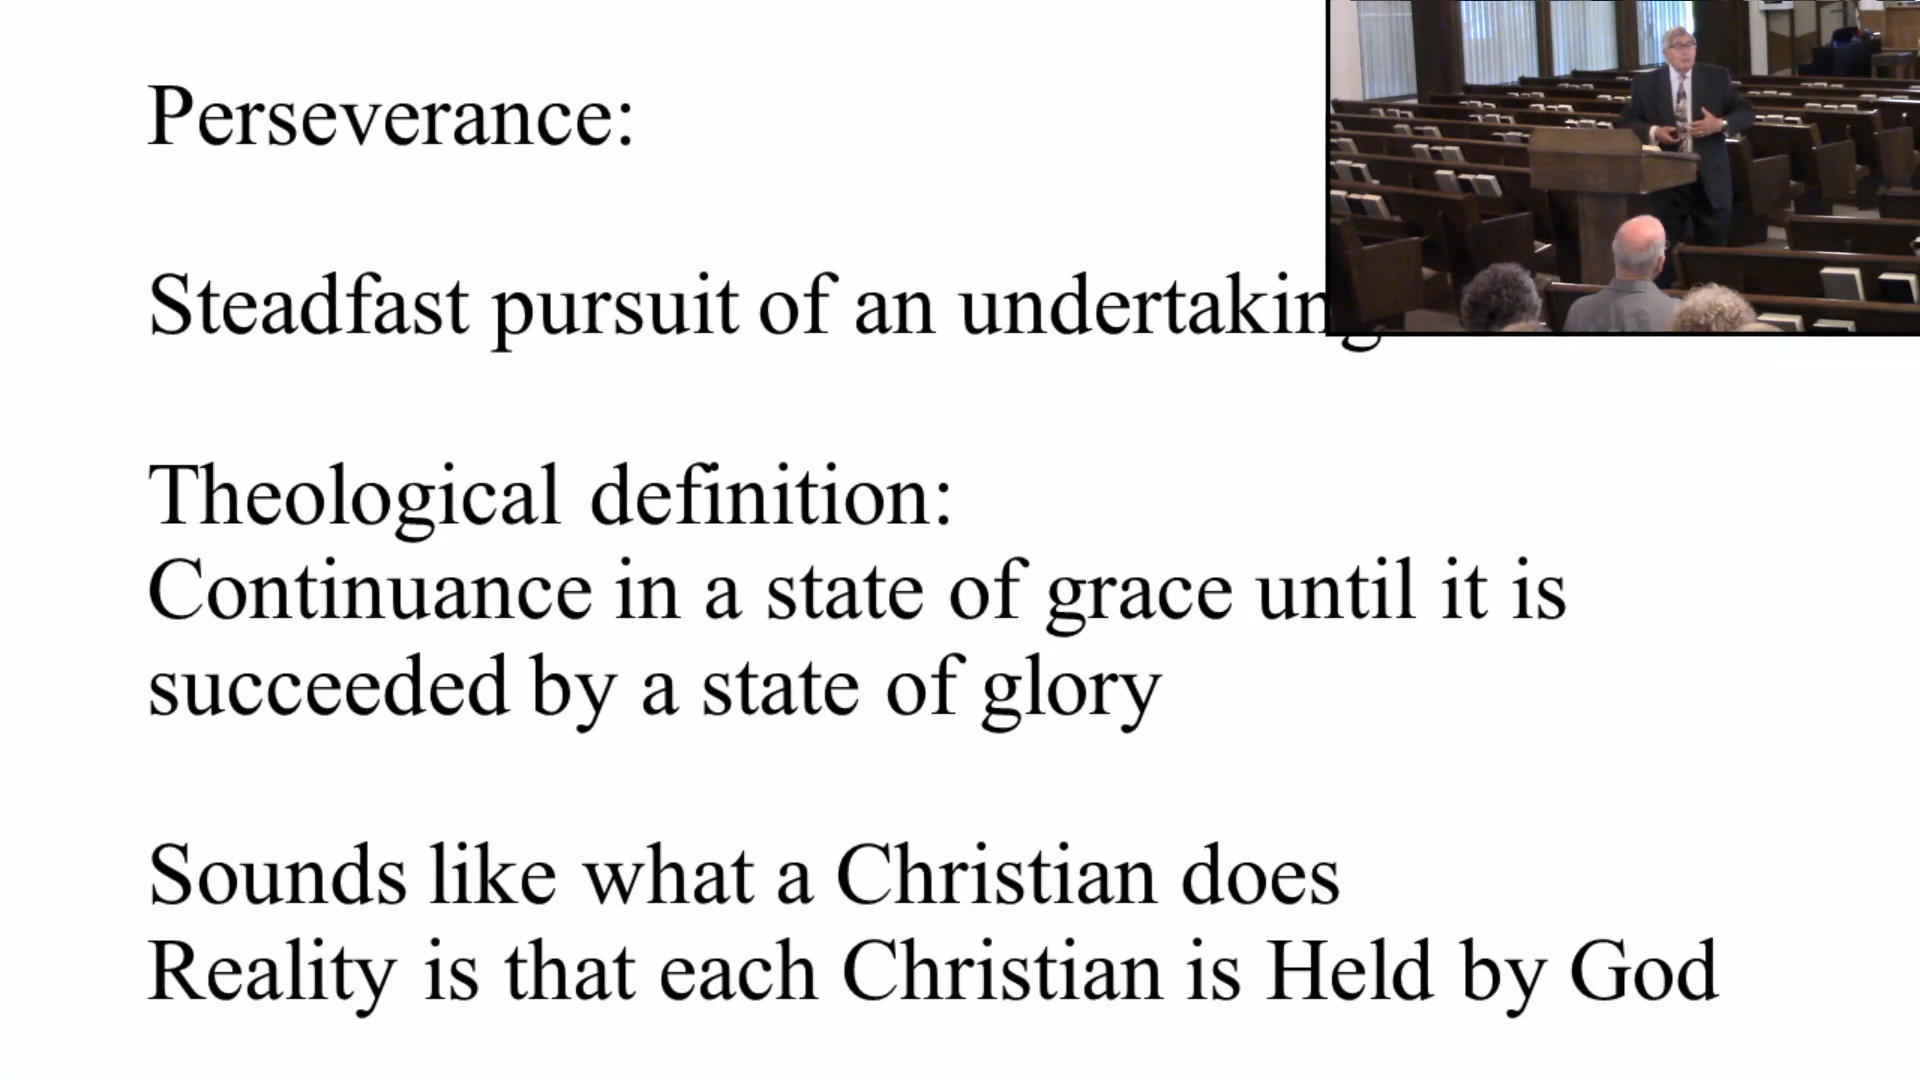 Perseverance:
Steadfast pursuit of an undertaking
Theological definition:
Continuance in a state of grace until it is
succeeded by a state of glory
Sounds like what a Christian does
Reality is that each Christian is Held by God